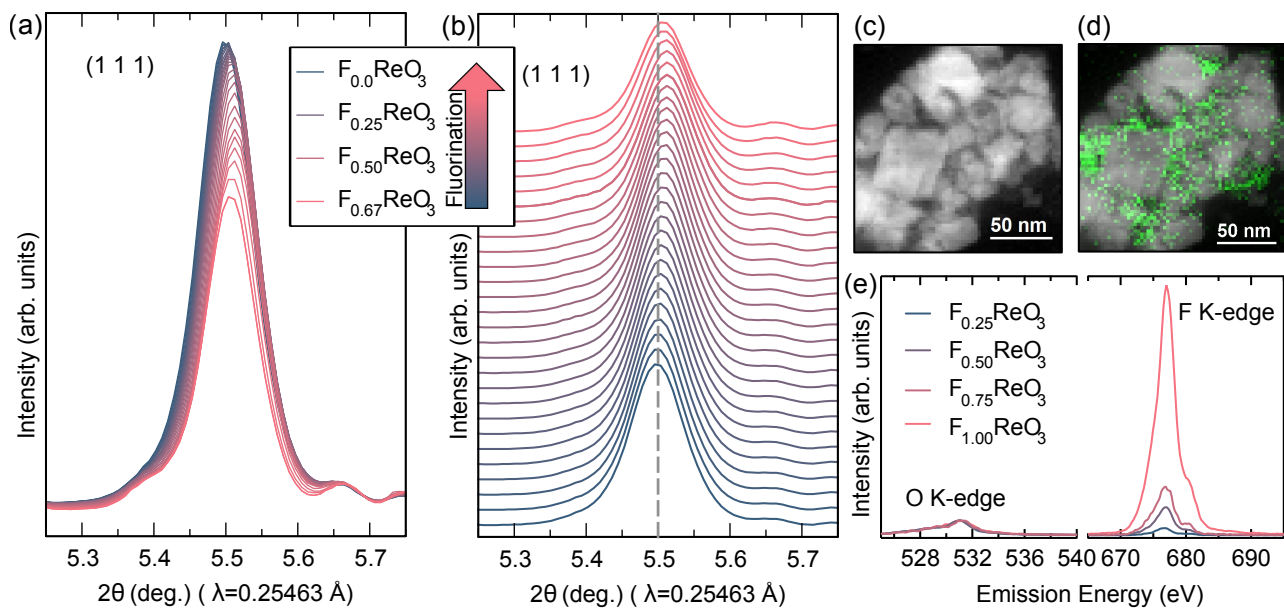 (a)
(1 1 1)
Intensity (arb. units)
5.3 5.4 5.5 5.6 5.7
2θ (deg.) ( λ=0.25463 Å)
F0.0ReO3
F0.25ReO3
F0.50ReO3
F0.67ReO3
Fluorination
(b)
(1 1 1)
Intensity (arb. units)
5.3 5.4 5.5 5.6 5.7
2θ (deg.) ( λ=0.25463 Å)
(c)
50 nm
(d)
50 nm
(e)
F0.25ReO3
F0.50ReO3
F0.75ReO3
F1.00ReO3
F K-edge
O K-edge
Intensity (arb. units)
528 532 536 540 670 680 690
Emission Energy (eV)